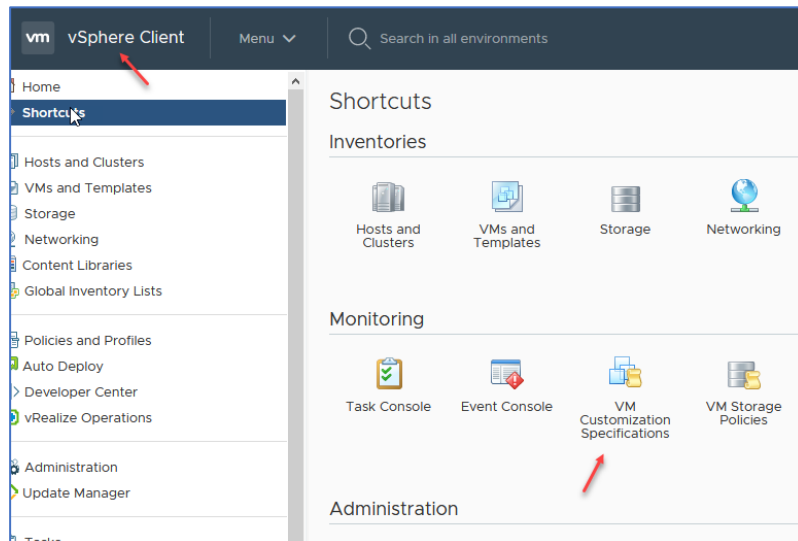 vm vSphere Client Menu Search in all environments
Home
Shortcuts
Hosts and Clusters
VMs and Templates
Storage
Networking
Content Libraries
Global Inventory Lists
Policies and Profiles
Auto Deploy
Developer Center
vRealize Operations
Administration
Update Manager
Tasks
Shortcuts
Inventories
Hosts and
Clusters
VMs and
Templates
Storage
Networking
Monitoring
Task Console
Event Console
VM
Customization
Specifications
VM Storage
Policies
Administration